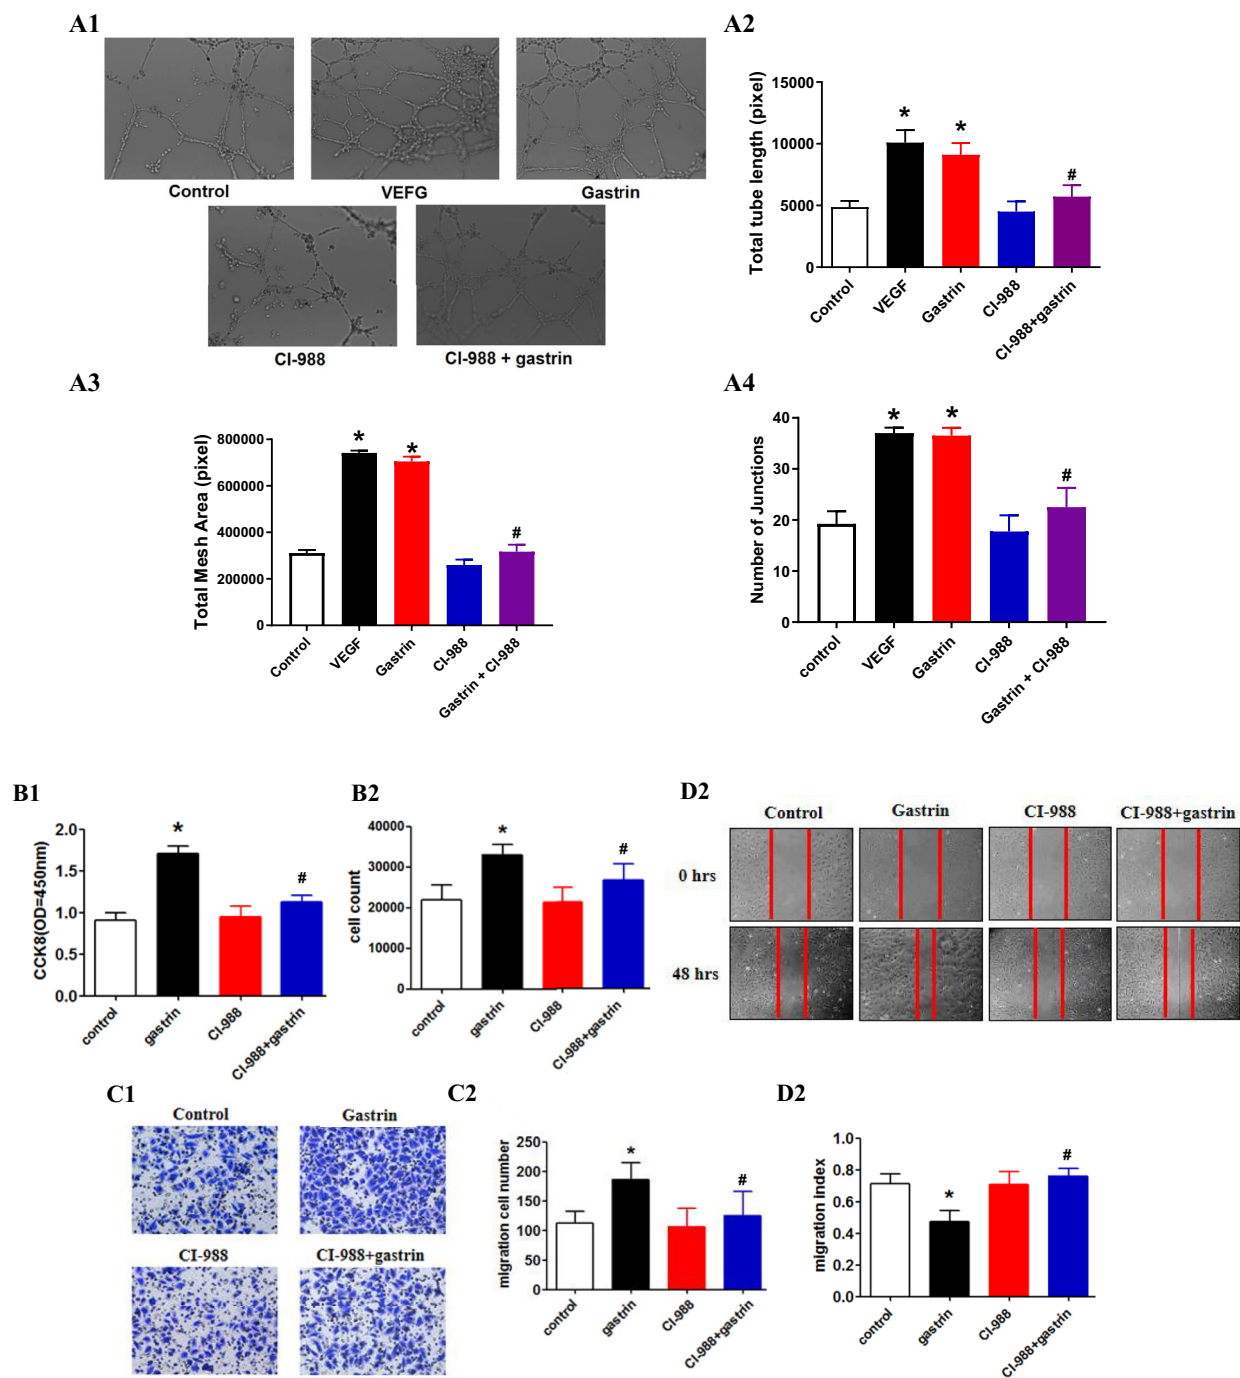 A1
Control
VEFG
Gastrin
CI-988
CI-988 + gastrin
A2
Total tube length (pixel)
15000
10000
5000
0
*
*
#
Control
VEGF
Gastrin
CI-988
CI-988+gastrin
A3
Total Mesh Area (pixel)
800000
600000
400000
200000
0
*
*
#
Control
VEGF
Gastrin
CI-988
Gastrin + CI-988
A4
Number of Junctions
40
30
20
10
0
*
*
#
control
VEGF
Gastrin
CI-988
Gastrin + CI-988
B1
CCK8(OD=450nm)
2.0
1.5
1.0
0.5
0.0
*
#
control
gastrin
CI-988
CI-988+gastrin
B2
cell count
40000
30000
20000
10000
0
*
#
control
gastrin
CI-988
CI-988+gastrin
D2
Control
Gastrin
CI-988
CI-988+gastrin
0 hrs
48 hrs
C1
Control
Gastrin
CI-988
CI-988+gastrin
C2
migration cell number
250
200
150
100
50
0
*
#
control
gastrin
CI-988
CI-988+gastrin
D2
migration index
1.0
0.8
0.6
0.4
0.2
0.0
*
#
control
gastrin
CI-988
CI-988+gastrin